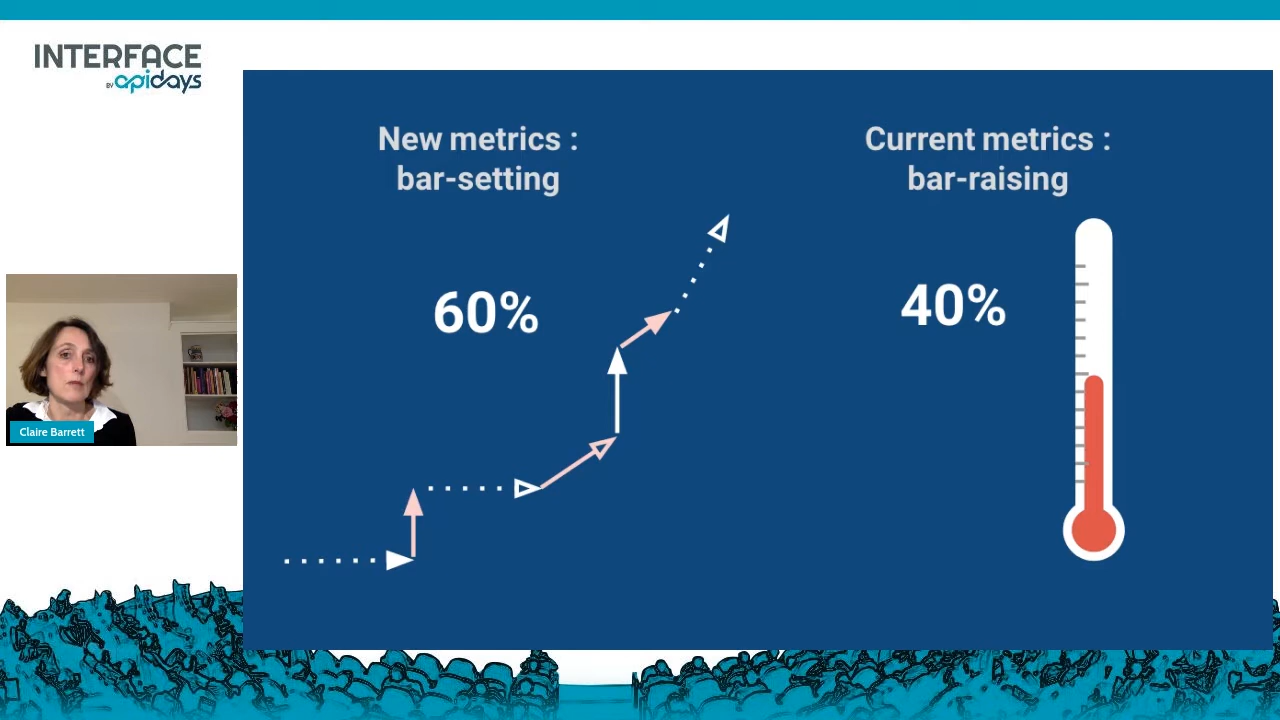 INTERFACE
BY apidays
New metrics :
bar-setting
60%
Current metrics :
bar-raising
40%
Claire Barrett